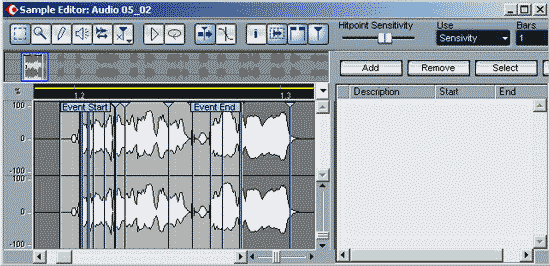 Sample Editor: Audio 05_02
Hitpoint Sensitivity
Use
Bars
Sensitivity
1
Add
Remove
Select
Description
Start
End
%
1.2
1.3
Event Start
Event End
100
0
-100
100
0
-100